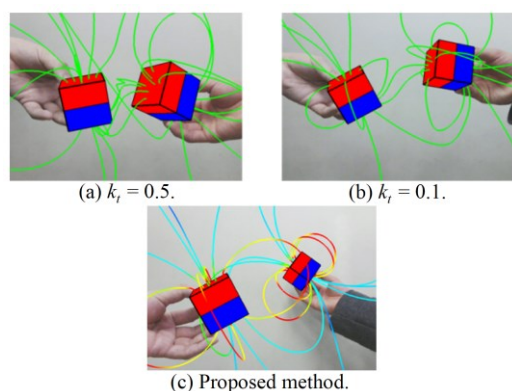 (a) k_t = 0.5.
(b) k_t = 0.1.
(c) Proposed method.